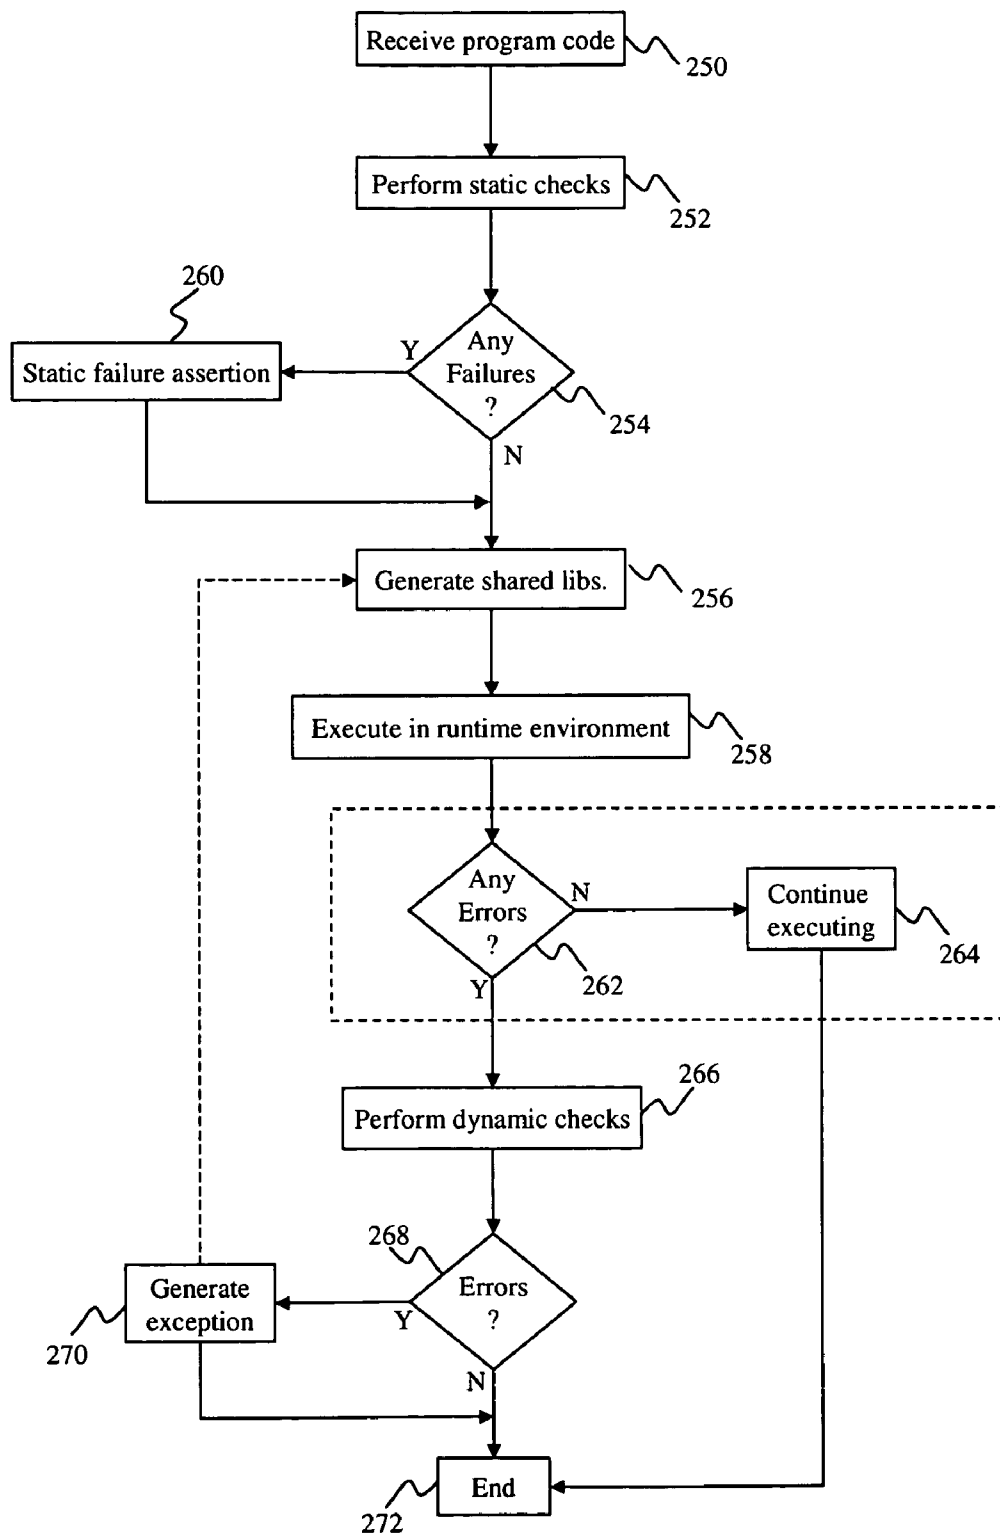 Receive program code
250
Perform static checks
252
260
Static failure assertion
Y
Any
Failures
?
254
N
Generate shared libs.
256
Execute in runtime environment
258
Any
Errors
?
N
Continue
executing
264
262
Y
266
Perform dynamic checks
268
Errors
?
Y
Generate
exception
270
N
End
272